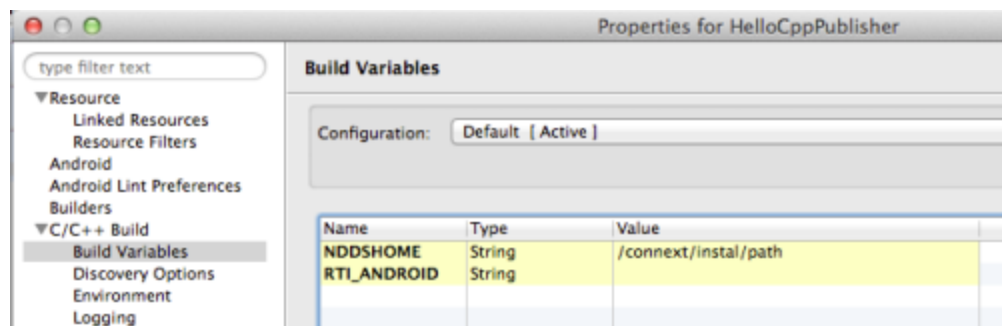 Properties for HelloCppPublisher
type filter text
▼Resource
Linked Resources
Resource Filters
Android
Android Lint Preferences
Builders
▼C/C++ Build
Build Variables
Discovery Options
Environment
Logging
Build Variables
Configuration: Default [ Active ]
Name Type Value
NDDSHOME String /connext/instal/path
RTI_ANDROID String